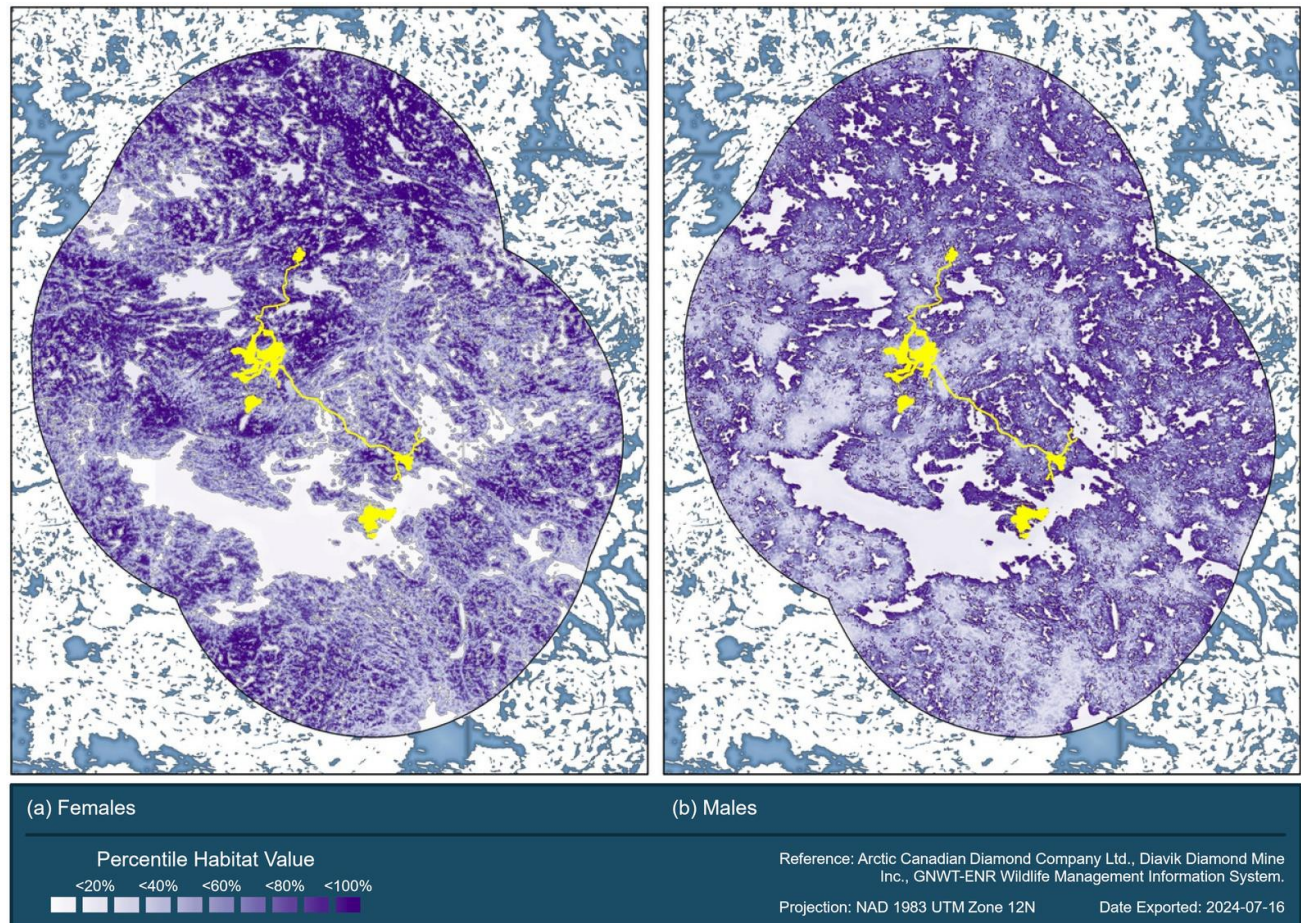 (a) Females
(b) Males
Percentile Habitat Value
<20% <40% <60% <80% <100%
Reference: Arctic Canadian Diamond Company Ltd., Diavik Diamond Mine
Inc., GNWT-ENR Wildlife Management Information System.
Projection: NAD 1983 UTM Zone 12N Date Exported: 2024-07-16